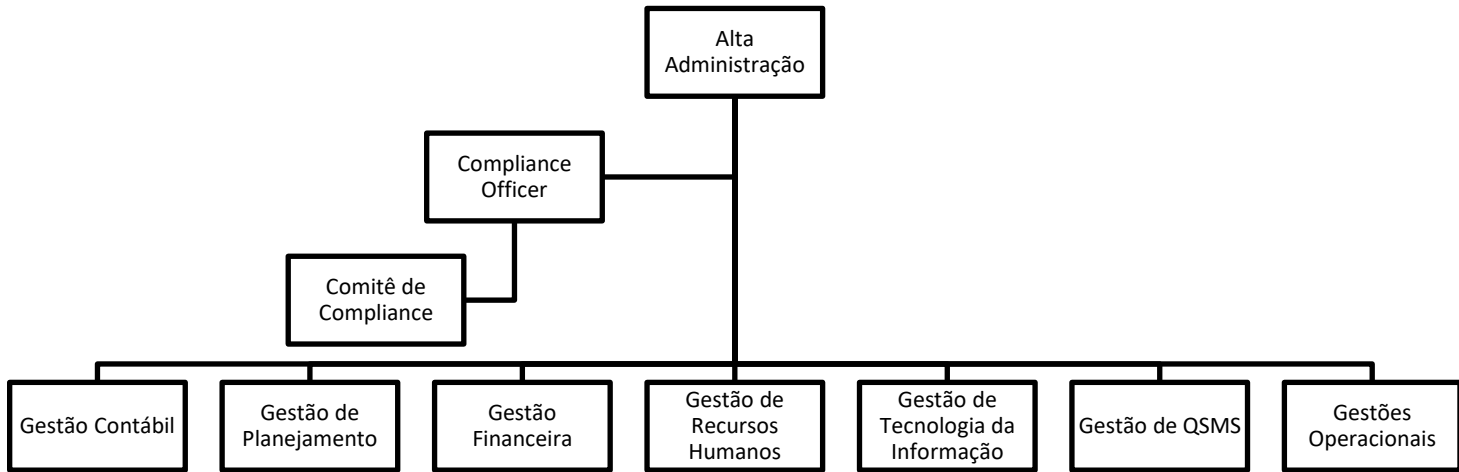 Alta
Administração
Compliance
Officer
Comitê de
Compliance
Gestão Contábil
Gestão de
Planejamento
Gestão
Financeira
Gestão de
Recursos
Humanos
Gestão de
Tecnologia da
Informação
Gestão de QSMS
Gestões
Operacionais